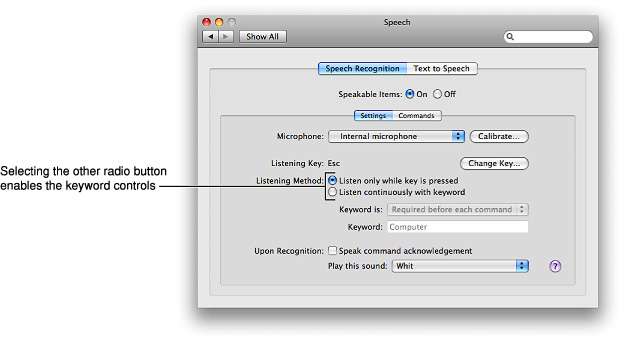 Speech
Show All
Speech Recognition Text to Speech
Speakable Items: On Off
Settings Commands
Microphone: Internal microphone Calibrate...
Listening Key: Esc Change Key...
Selecting the other radio button
enables the keyword controls
Listening Method: Listen only while key is pressed
Listen continuously with keyword
Keyword is: Required before each command
Keyword: Computer
Upon Recognition: Speak command acknowledgement
Play this sound: Whit ?